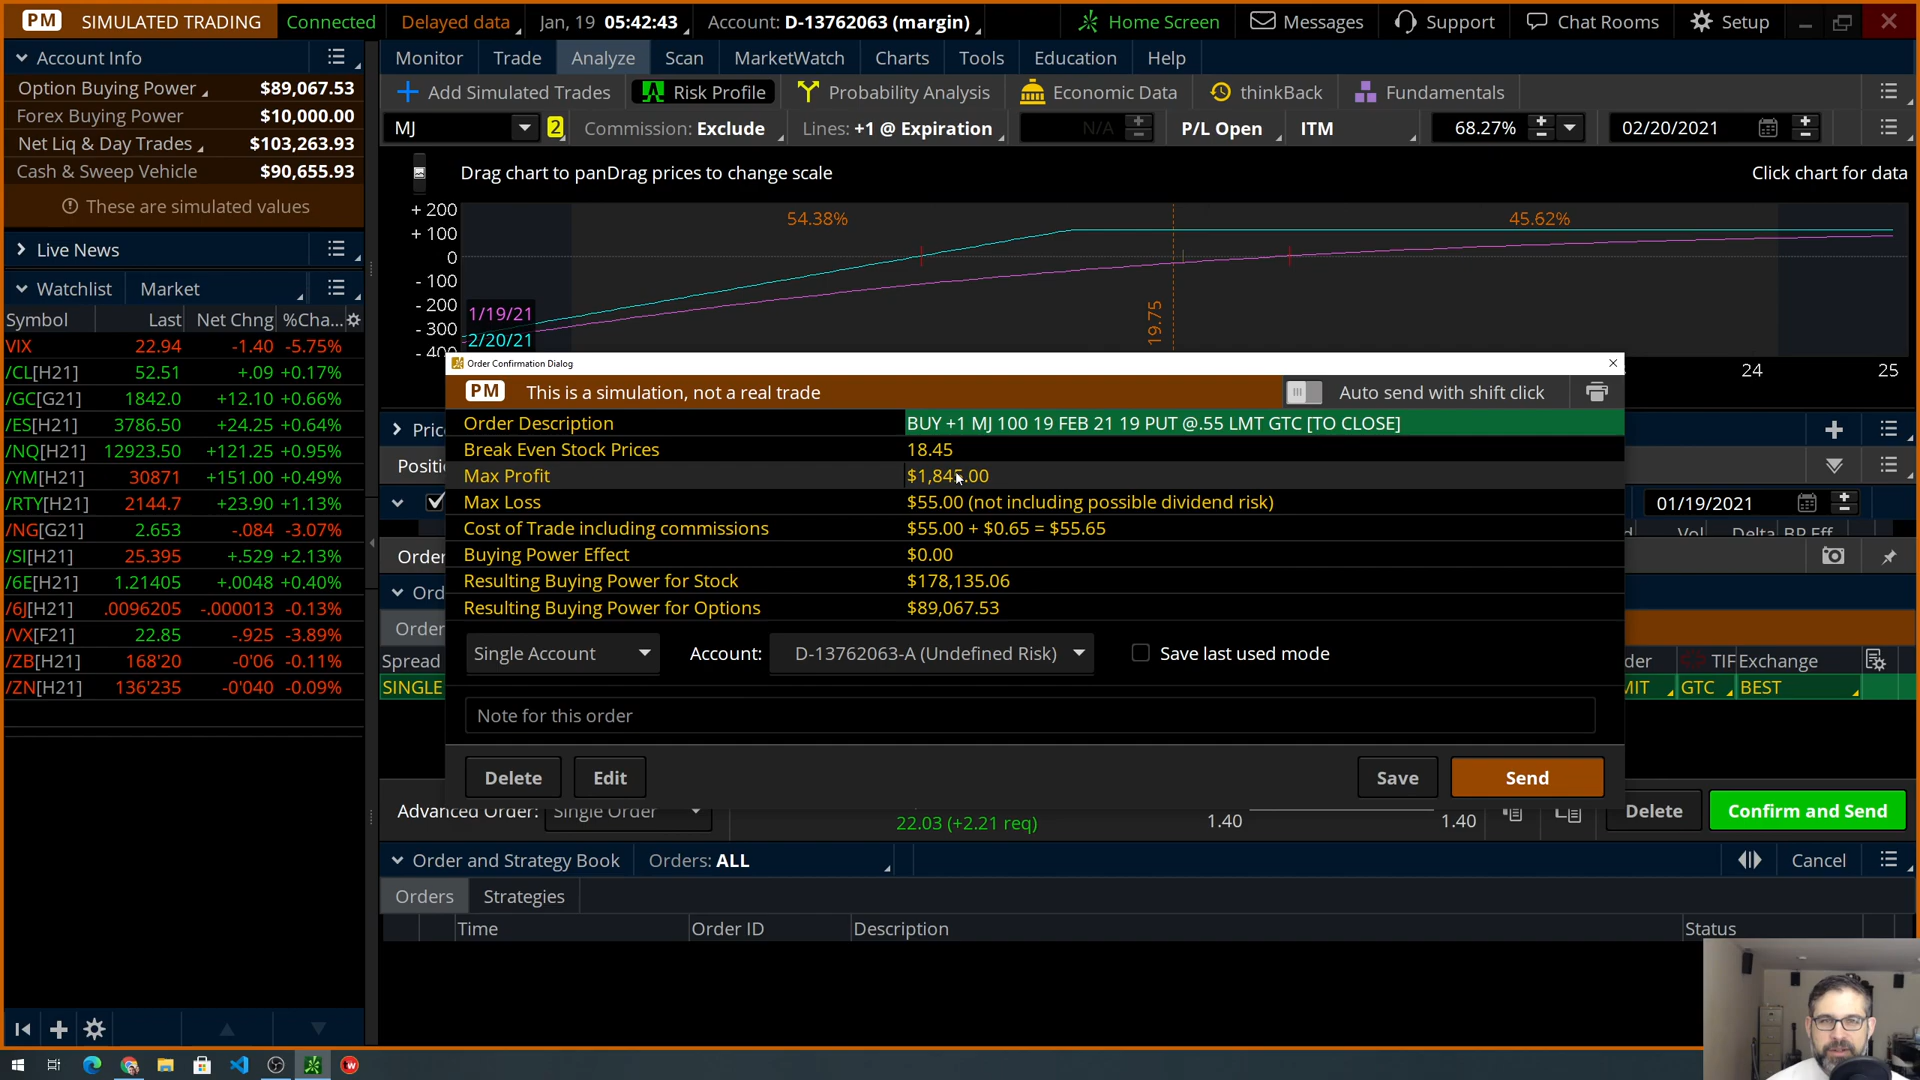 PM SIMULATED TRADING Connected Delayed data Jan, 19 05:42:43 Account: D-13762063 (margin) Home Screen Messages Support Chat Rooms Setup
Account Info
Option Buying Power $89,067.53
Forex Buying Power $10,000.00
Net Liq & Day Trades $103,263.93
Cash & Sweep Vehicle $90,655.93
These are simulated values
Live News
Watchlist Market
Symbol Last Net Chng %Cha...
VIX 22.94 -1.40 -5.75%
/CL[H21] 52.51 +.09 +0.17%
/GC[G21] 1842.0 +12.10 +0.66%
/ES[H21] 3786.50 +24.25 +0.64%
/NQ[H21] 12923.50 +121.25 +0.95%
/YM[H21] 30871 +151.00 +0.49%
/RTY[H21] 2144.7 +23.90 +1.13%
/NG[G21] 2.653 -.084 -3.07%
/SI[H21] 25.395 +.529 +2.13%
/6E[H21] 1.21405 +.0048 +0.40%
/6J[H21] .0096205 -.000013 -0.13%
/VX[F21] 22.85 -.925 -3.89%
/ZB[H21] 168'20 -0'06 -0.11%
/ZN[H21] 136'235 -0'040 -0.09%
Monitor Trade Analyze Scan MarketWatch Charts Tools Education Help
Add Simulated Trades Risk Profile Probability Analysis Economic Data thinkBack Fundamentals
MJ 2 Commission: Exclude Lines: +1 @ Expiration N/A P/L Open ITM 68.27% 02/20/2021
Drag chart to panDrag prices to change scale Click chart for data
+ 200 54.38% 45.62%
+ 100
0
- 100
- 200
1/19/21 19.75
- 300
2/20/21
- 400
24 25
Order Confirmation Dialog
PM This is a simulation, not a real trade Auto send with shift click
Order Description BUY +1 MJ 100 19 FEB 21 19 PUT @.55 LMT GTC [TO CLOSE]
Break Even Stock Prices 18.45
Max Profit $1,845.00
Max Loss $55.00 (not including possible dividend risk)
Cost of Trade including commissions $55.00 + $0.65 = $55.65
Buying Power Effect $0.00
Resulting Buying Power for Stock $178,135.06
Resulting Buying Power for Options $89,067.53
Single Account Account: D-13762063-A (Undefined Risk) Save last used mode
Note for this order
Delete Edit Save Send
Pric
Positi
01/19/2021
Vol Delta BP Eff
Order
Ord
Order
Spread der TIF Exchange
SINGLE MIT GTC BEST
Advanced Order: Single Order 22.03 (+2.21 req) 1.40 1.40 Delete Confirm and Send
Order and Strategy Book Orders: ALL Cancel
Orders Strategies
Time Order ID Description Status